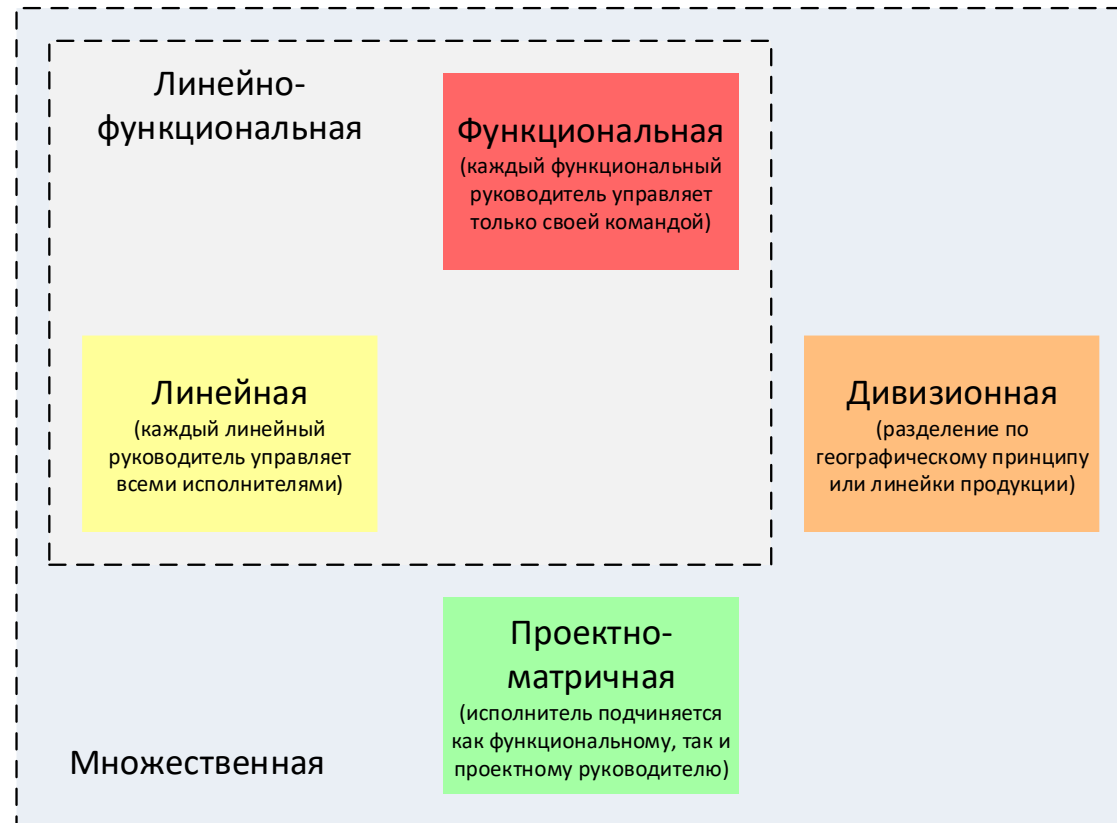 Линейно-
функциональная
Функциональная
(каждый функциональный
руководитель управляет
только своей командой)
Линейная
(каждый линейный
руководитель управляет
всеми исполнителями)
Дивизионная
(разделение по
географическому принципу
или линейки продукции)
Проектно-
матричная
(исполнитель подчиняется
как функциональному, так и
проектному руководителю)
Множественная